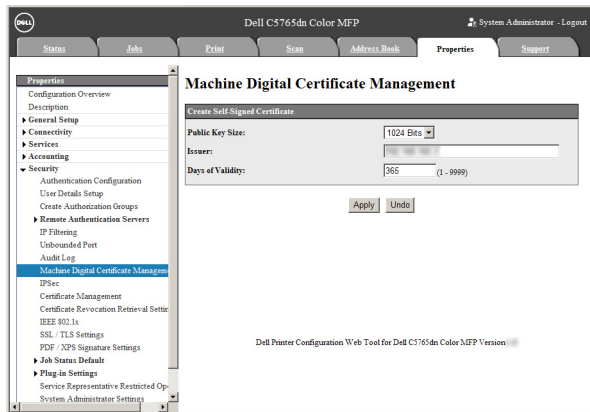 DELL
Dell C5765dn Color MFP
System Administrator - Logout
Status
Jobs
Print
Scan
Address Book
Properties
Support
Properties
Configuration Overview
Description
General Setup
Connectivity
Services
Accounting
Security
Authentication Configuration
User Details Setup
Create Authorization Groups
Remote Authentication Servers
IP Filtering
Unbounded Port
Audit Log
Machine Digital Certificate Managem
IPSec
Certificate Management
Certificate Revocation Retrieval Settin
IEEE 802.1x
SSL / TLS Settings
PDF / XPS Signature Settings
Job Status Default
Plug-in Settings
Service Representative Restricted Ope
System Administrator Settings
Machine Digital Certificate Management
Create Self-Signed Certificate
Public Key Size: 1024 Bits
Issuer:
Days of Validity: 365 (1 - 9999)
Apply Undo
Dell Printer Configuration Web Tool for Dell C5765dn Color MFP Version